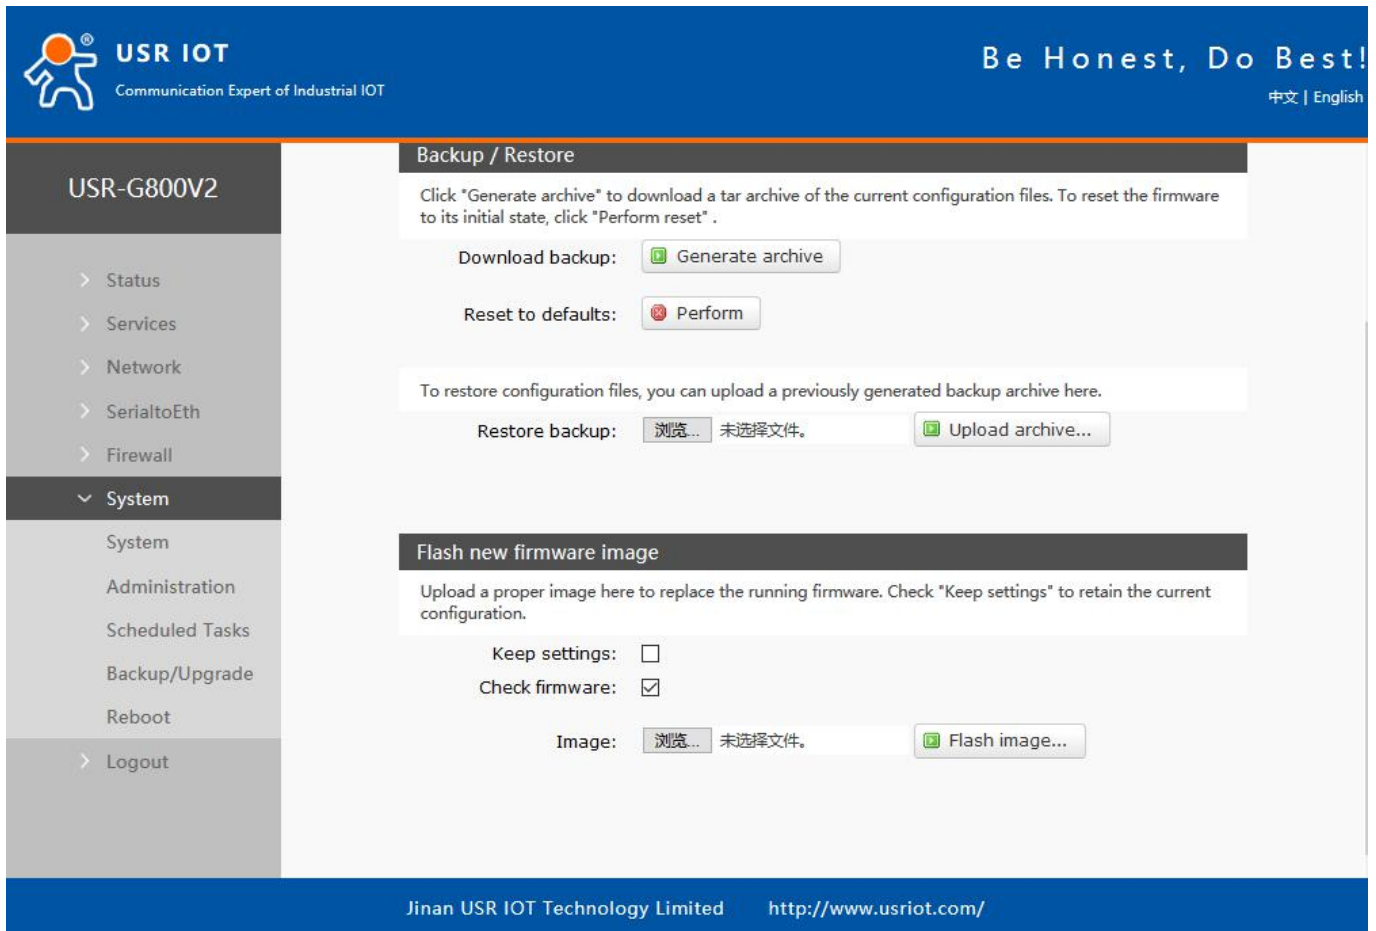 USR IOT
Communication Expert of Industrial IOT
®
Be Honest, Do Best!
中文 | English
USR-G800V2
Status
Services
Network
SerialtoEth
Firewall
System
System
Administration
Scheduled Tasks
Backup/Upgrade
Reboot
Logout
Backup / Restore
Click "Generate archive" to download a tar archive of the current configuration files. To reset the firmware
to its initial state, click "Perform reset" .
Download backup: Generate archive
Reset to defaults: Perform
To restore configuration files, you can upload a previously generated backup archive here.
Restore backup: 浏览... 未选择文件。 Upload archive...
Flash new firmware image
Upload a proper image here to replace the running firmware. Check "Keep settings" to retain the current
configuration.
Keep settings:
Check firmware:
Image: 浏览... 未选择文件。 Flash image...
Jinan USR IOT Technology Limited http://www.usriot.com/